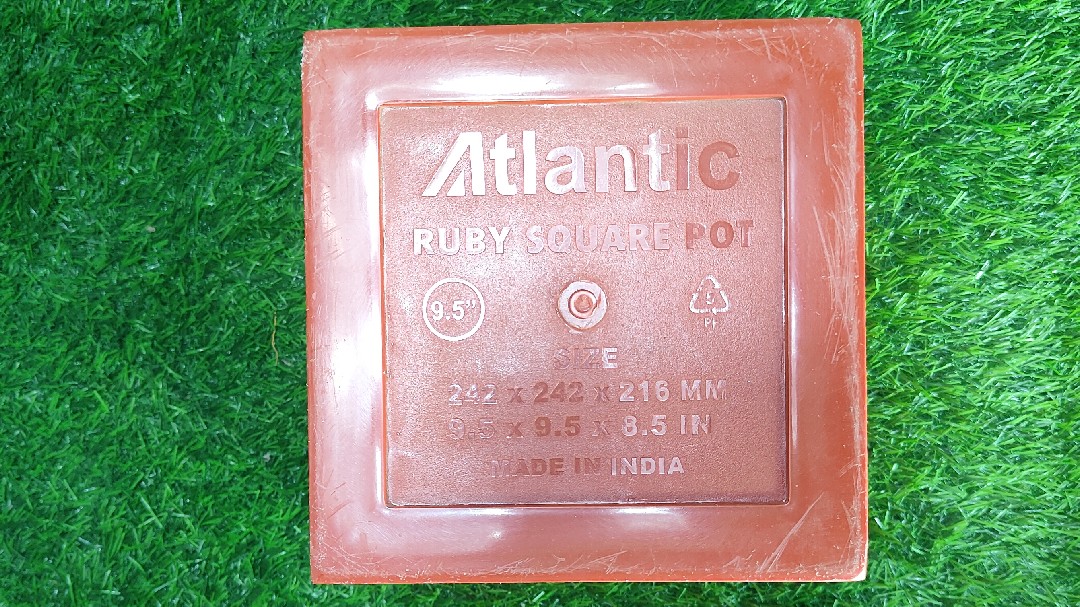 Atlantic
RUBY SQUARE POT
9.5"
5
SIZE
242 x 242 x 216 MM
9.5 x 9.5 x 8.5 IN
MADE IN INDIA